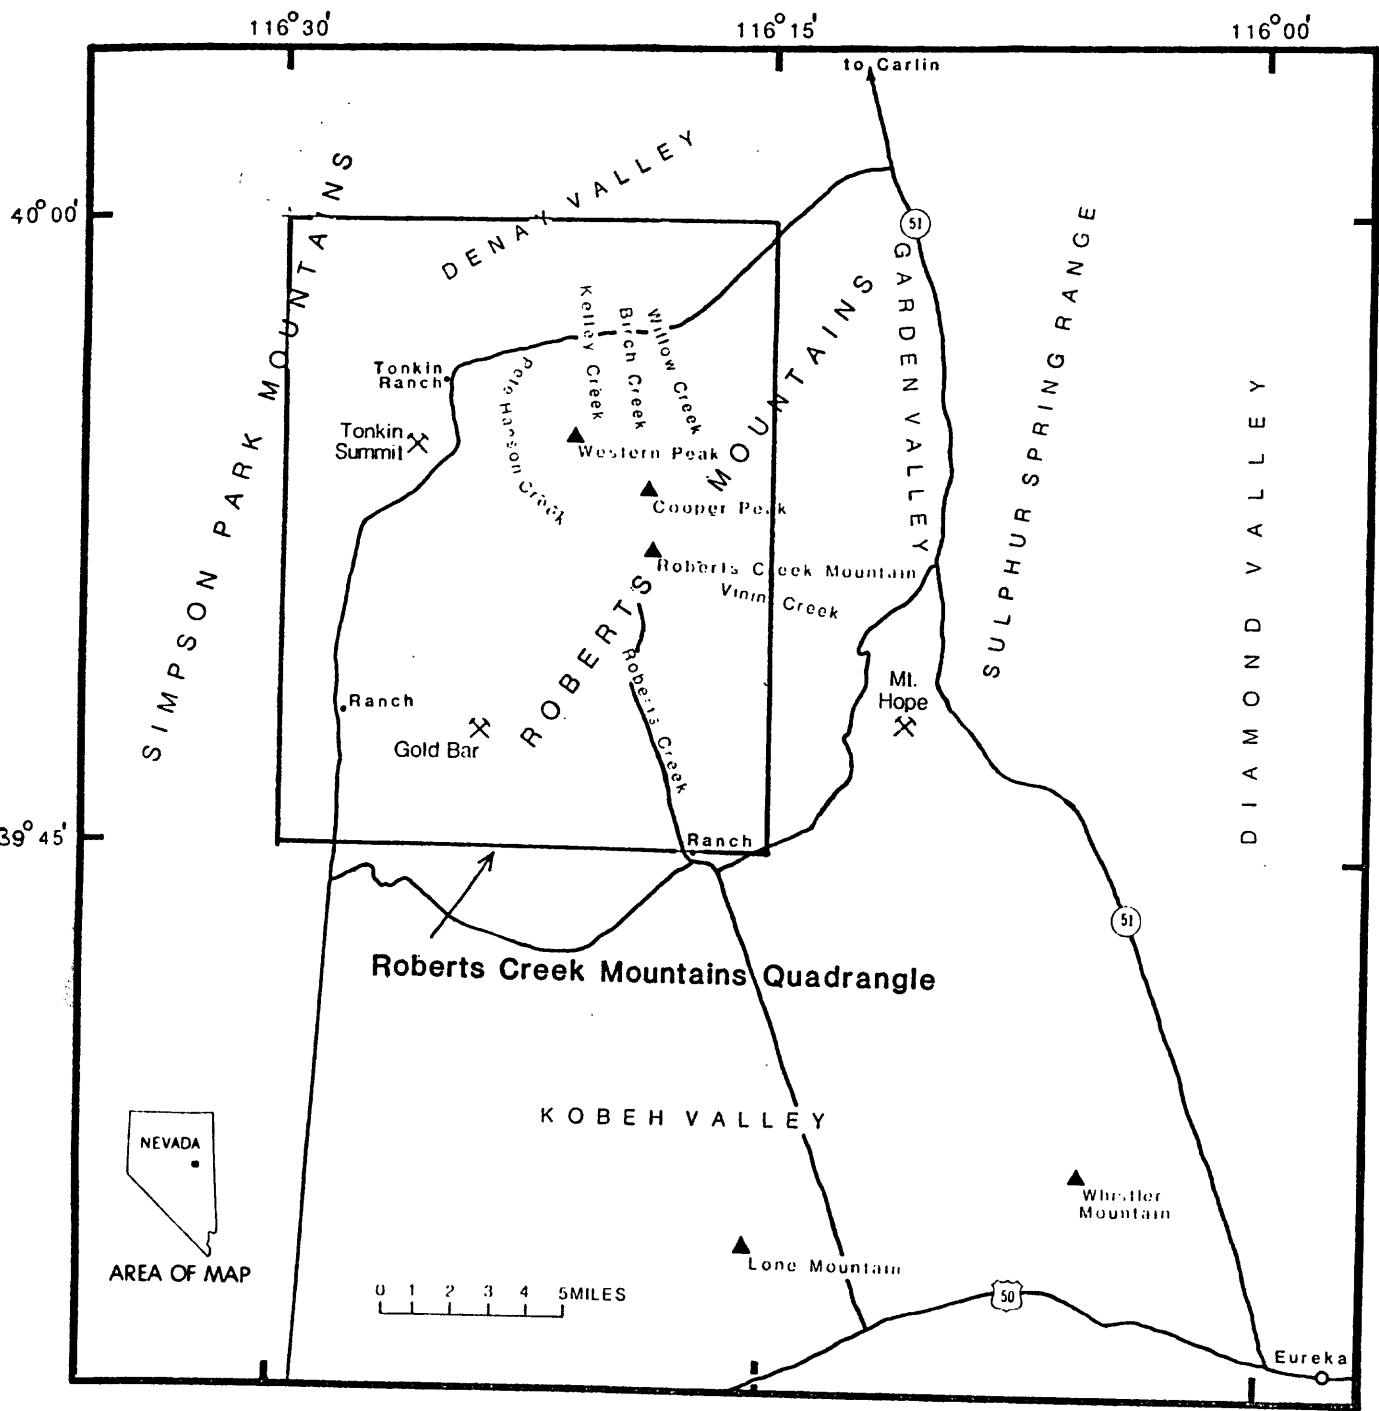 116°30'
116°15'
116°00'
to Carlin
40°00'
51
DENAY VALLEY
SIMPSON PARK MOUNTAINS
GARDEN VALLEY
SULPHUR SPRING RANGE
DIAMOND VALLEY
Kelley Creek
Birch Creek
Willow Creek
Pete Hanson Creek
Tonkin
Ranch
Tonkin
Summit
Western Peak
Cooper Peak
Roberts Creek Mountain
Vinini Creek
ROBERTS MOUNTAINS
Roberts Creek
Ranch
Gold Bar
Mt.
Hope
39°45'
Ranch
51
Roberts Creek Mountains Quadrangle
KOBEH VALLEY
NEVADA
AREA OF MAP
Whistler
Mountain
Lone Mountain
0 1 2 3 4 5MILES
50
Eureka